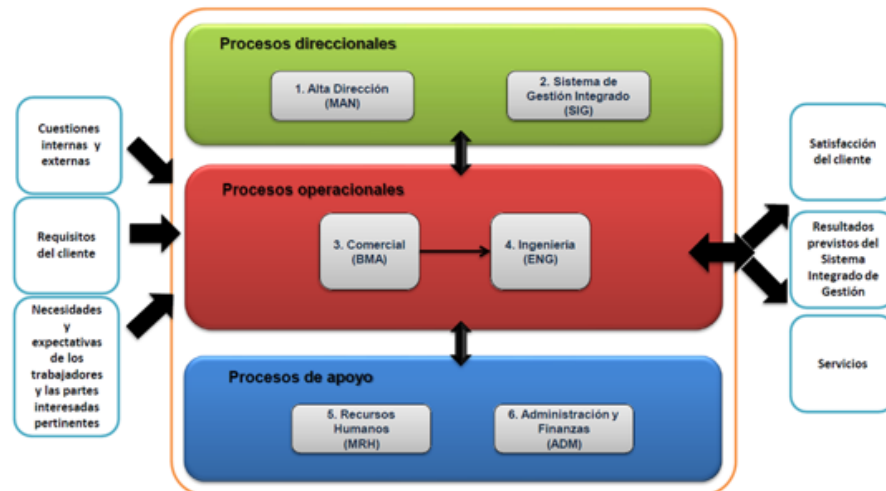 Procesos direccionales
1. Alta Dirección
(MAN)
2. Sistema de
Gestión Integrado
(SIG)
Cuestiones
internas y
externas
Requisitos
del cliente
Necesidades
y
expectativas
de los
trabajadores
y las partes
interesadas
pertinentes
Procesos operacionales
3. Comercial
(BMA)
4. Ingeniería
(ENG)
Procesos de apoyo
5. Recursos
Humanos
(MRH)
6. Administración y
Finanzas
(ADM)
Satisfacción
del cliente
Resultados
previstos del
Sistema
Integrado de
Gestión
Servicios